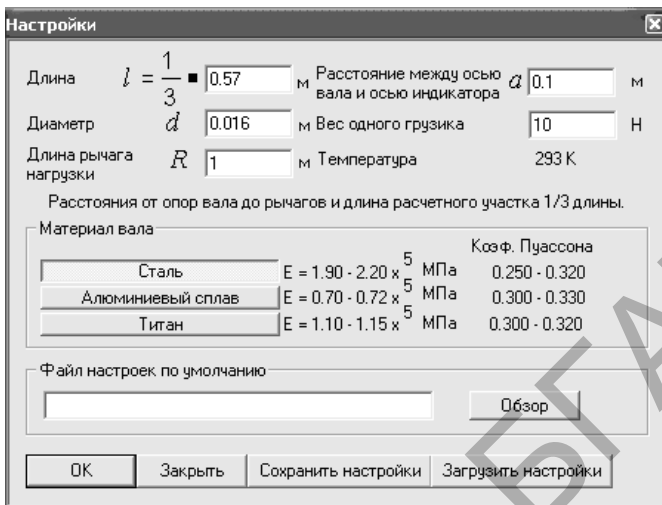 Настройки
Длина l = 1/3 ▪ 0.57 м Расстояние между осью вала и осью индикатора a 0.1 м
Диаметр d 0.016 м Вес одного грузика 10 Н
Длина рычага нагрузки R 1 м Температура 293 K
Расстояния от опор вала до рычагов и длина расчетного участка 1/3 длины.
Материал вала
Коэф. Пуассона
Сталь E = 1.90 - 2.20 x 5 МПа 0.250 - 0.320
Алюминиевый сплав E = 0.70 - 0.72 x 5 МПа 0.300 - 0.330
Титан E = 1.10 - 1.15 x 5 МПа 0.300 - 0.320
Файл настроек по умолчанию
Обзор
OK Закрыть Сохранить настройки Загрузить настройки